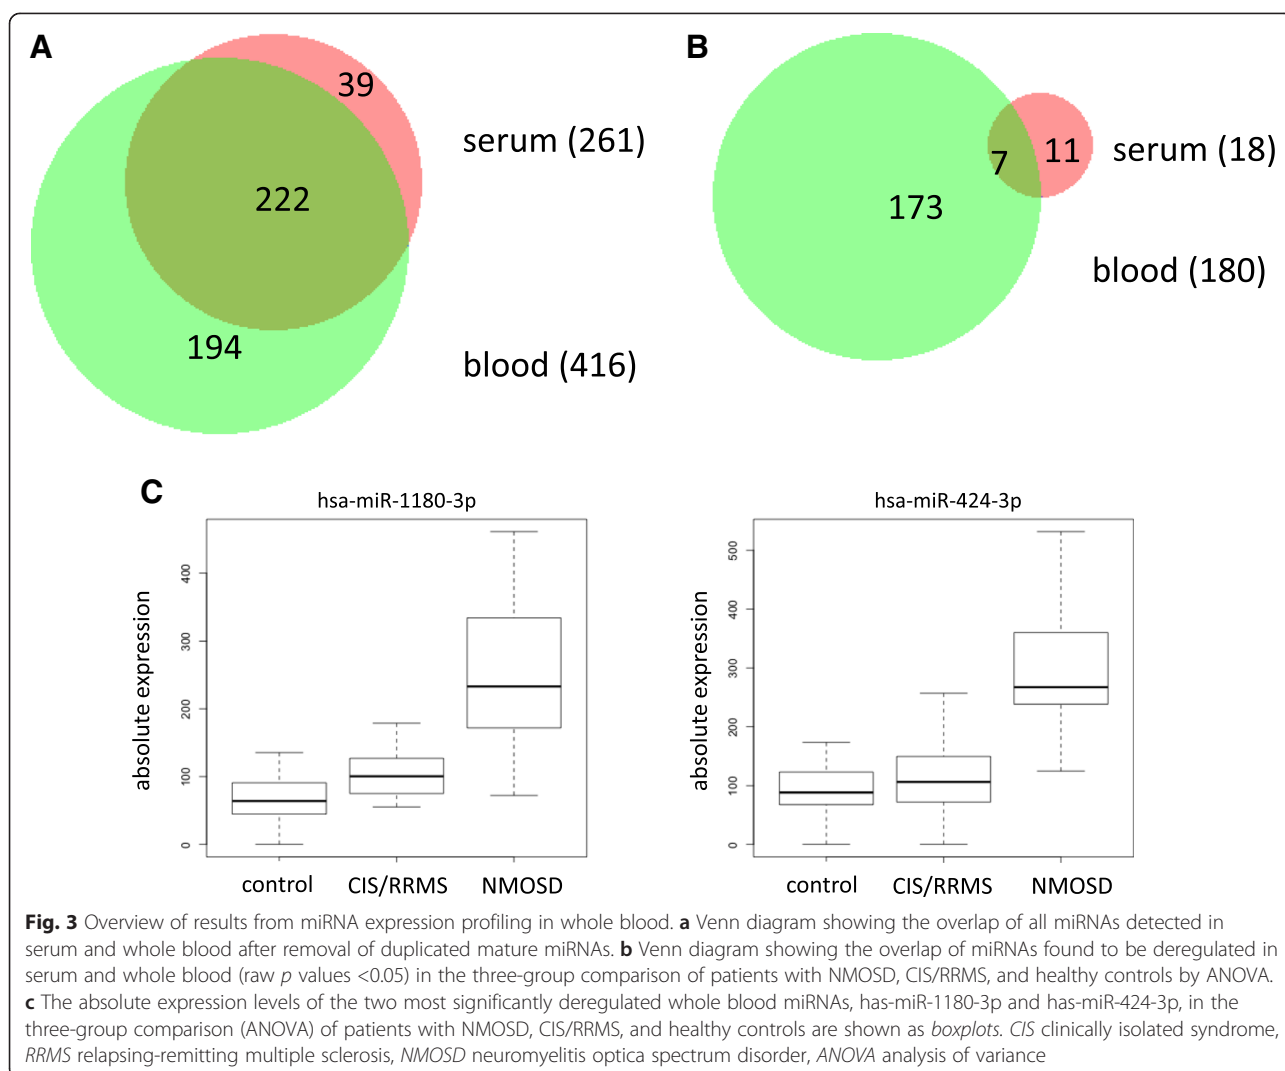 A
39
serum (261)
222
194
blood (416)
B
7
11
serum (18)
173
blood (180)
C
hsa-miR-1180-3p
absolute expression
400
300
200
100
0
control CIS/RRMS NMOSD
hsa-miR-424-3p
absolute expression
500
400
300
200
100
0
control CIS/RRMS NMOSD
Fig. 3 Overview of results from miRNA expression profiling in whole blood. a Venn diagram showing the overlap of all miRNAs detected in
serum and whole blood after removal of duplicated mature miRNAs. b Venn diagram showing the overlap of miRNAs found to be deregulated in
serum and whole blood (raw p values <0.05) in the three-group comparison of patients with NMOSD, CIS/RRMS, and healthy controls by ANOVA.
c The absolute expression levels of the two most significantly deregulated whole blood miRNAs, has-miR-1180-3p and has-miR-424-3p, in the
three-group comparison (ANOVA) of patients with NMOSD, CIS/RRMS, and healthy controls are shown as boxplots. CIS clinically isolated syndrome,
RRMS relapsing-remitting multiple sclerosis, NMOSD neuromyelitis optica spectrum disorder, ANOVA analysis of variance